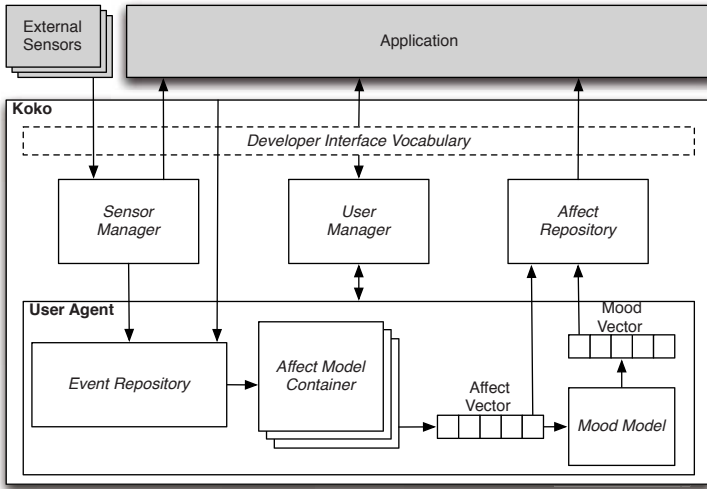 External
Sensors
Application
Koko
Developer Interface Vocabulary
Sensor
Manager
User
Manager
Affect
Repository
User Agent
Mood
Vector
Event Repository
Affect Model
Container
Affect
Vector
Mood Model